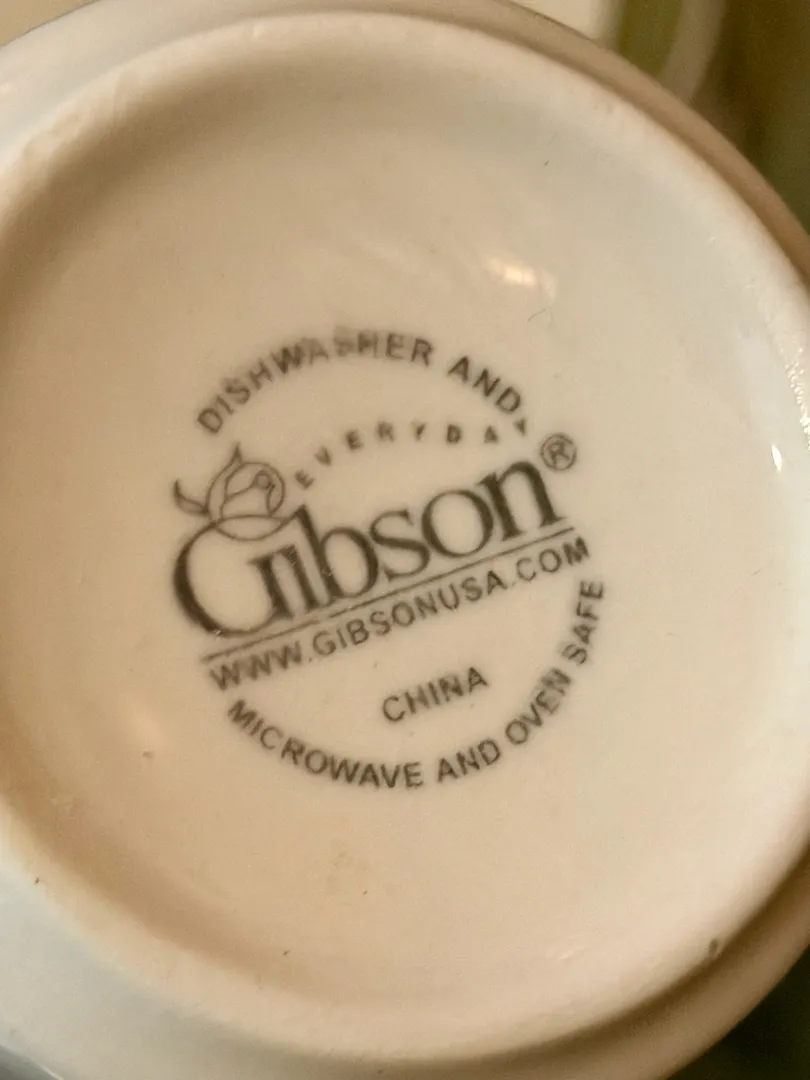 DISHWASHER AND
EVERYDAY
Gibson®
WWW.GIBSONUSA.COM
CHINA
MICROWAVE AND OVEN SAFE